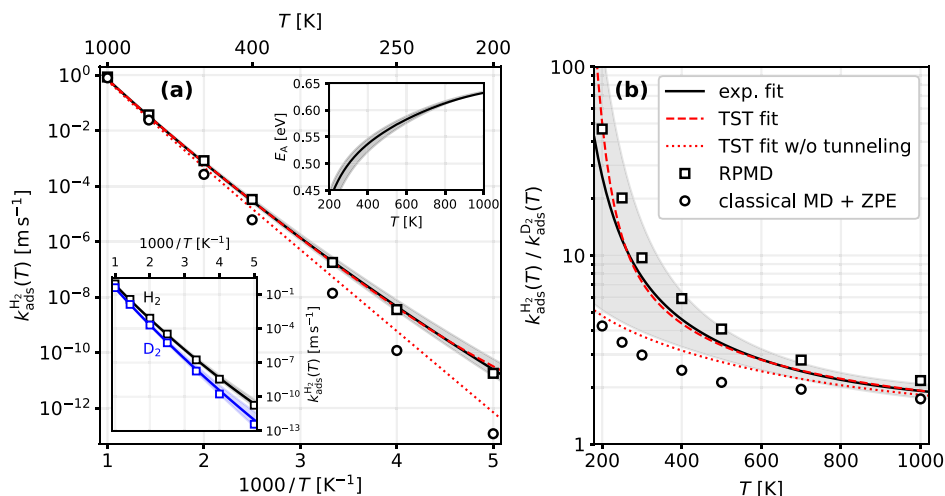 T [K]
1000 400 250 200
(a)
10⁰
10⁻²
10⁻⁴
10⁻⁶
10⁻⁸
10⁻¹⁰
10⁻¹²
k_ads^H₂(T) [m s⁻¹]
1 2 3 4 5
1000/T [K⁻¹]
0.65
0.60
0.55
0.50
0.45
E_A [eV]
200 400 600 800 1000
T [K]
1000/T [K⁻¹]
1 2 3 4 5
H₂
D₂
10⁻¹
10⁻⁴
10⁻⁷
10⁻¹⁰
10⁻¹³
k_ads^H₂(T) [m s⁻¹]
(b)
exp. fit
TST fit
TST fit w/o tunneling
RPMD
classical MD + ZPE
100
10
1
k_ads^H₂(T) / k_ads^D₂(T)
200 400 600 800 1000
T [K]